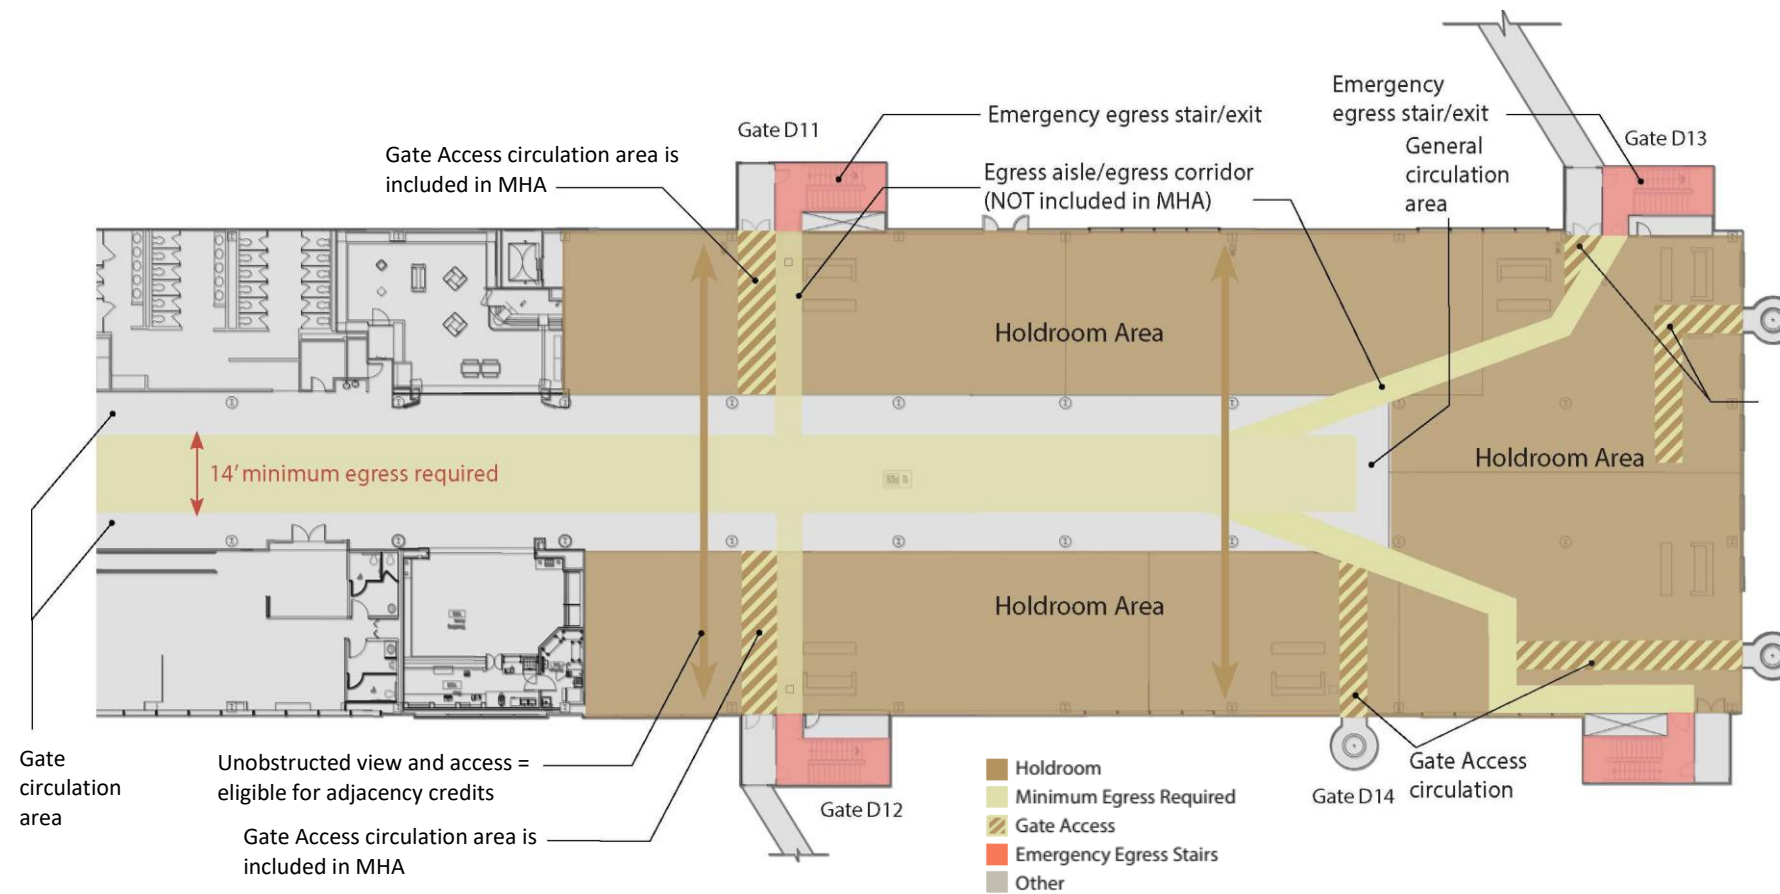 Emergency
egress stair/exit
Gate D11
Emergency egress stair/exit
Gate D13
General
circulation
area
Gate Access circulation area is
included in MHA
Egress aisle/egress corridor
(NOT included in MHA)
Holdroom Area
Holdroom Area
14' minimum egress required
Holdroom Area
Gate
circulation
area
Unobstructed view and access =
eligible for adjacency credits
Gate Access circulation area is
included in MHA
Gate D12
Gate D14
Gate Access
circulation
Holdroom
Minimum Egress Required
Gate Access
Emergency Egress Stairs
Other